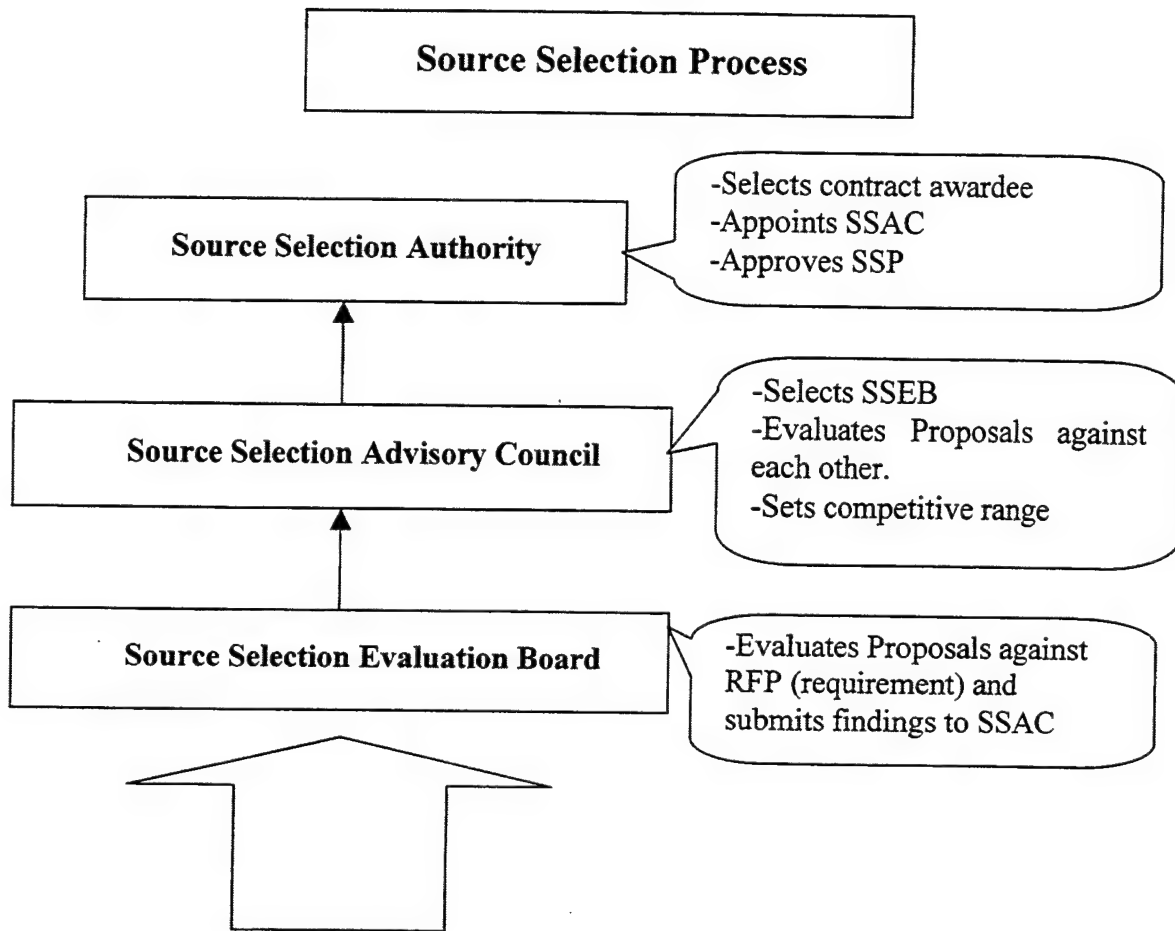 Source Selection Process
-Selects contract awardee
-Appoints SSAC
-Approves SSP
Source Selection Authority
-Selects SSEB
-Evaluates Proposals against
each other.
-Sets competitive range
Source Selection Advisory Council
-Evaluates Proposals against
RFP (requirement) and
submits findings to SSAC
Source Selection Evaluation Board